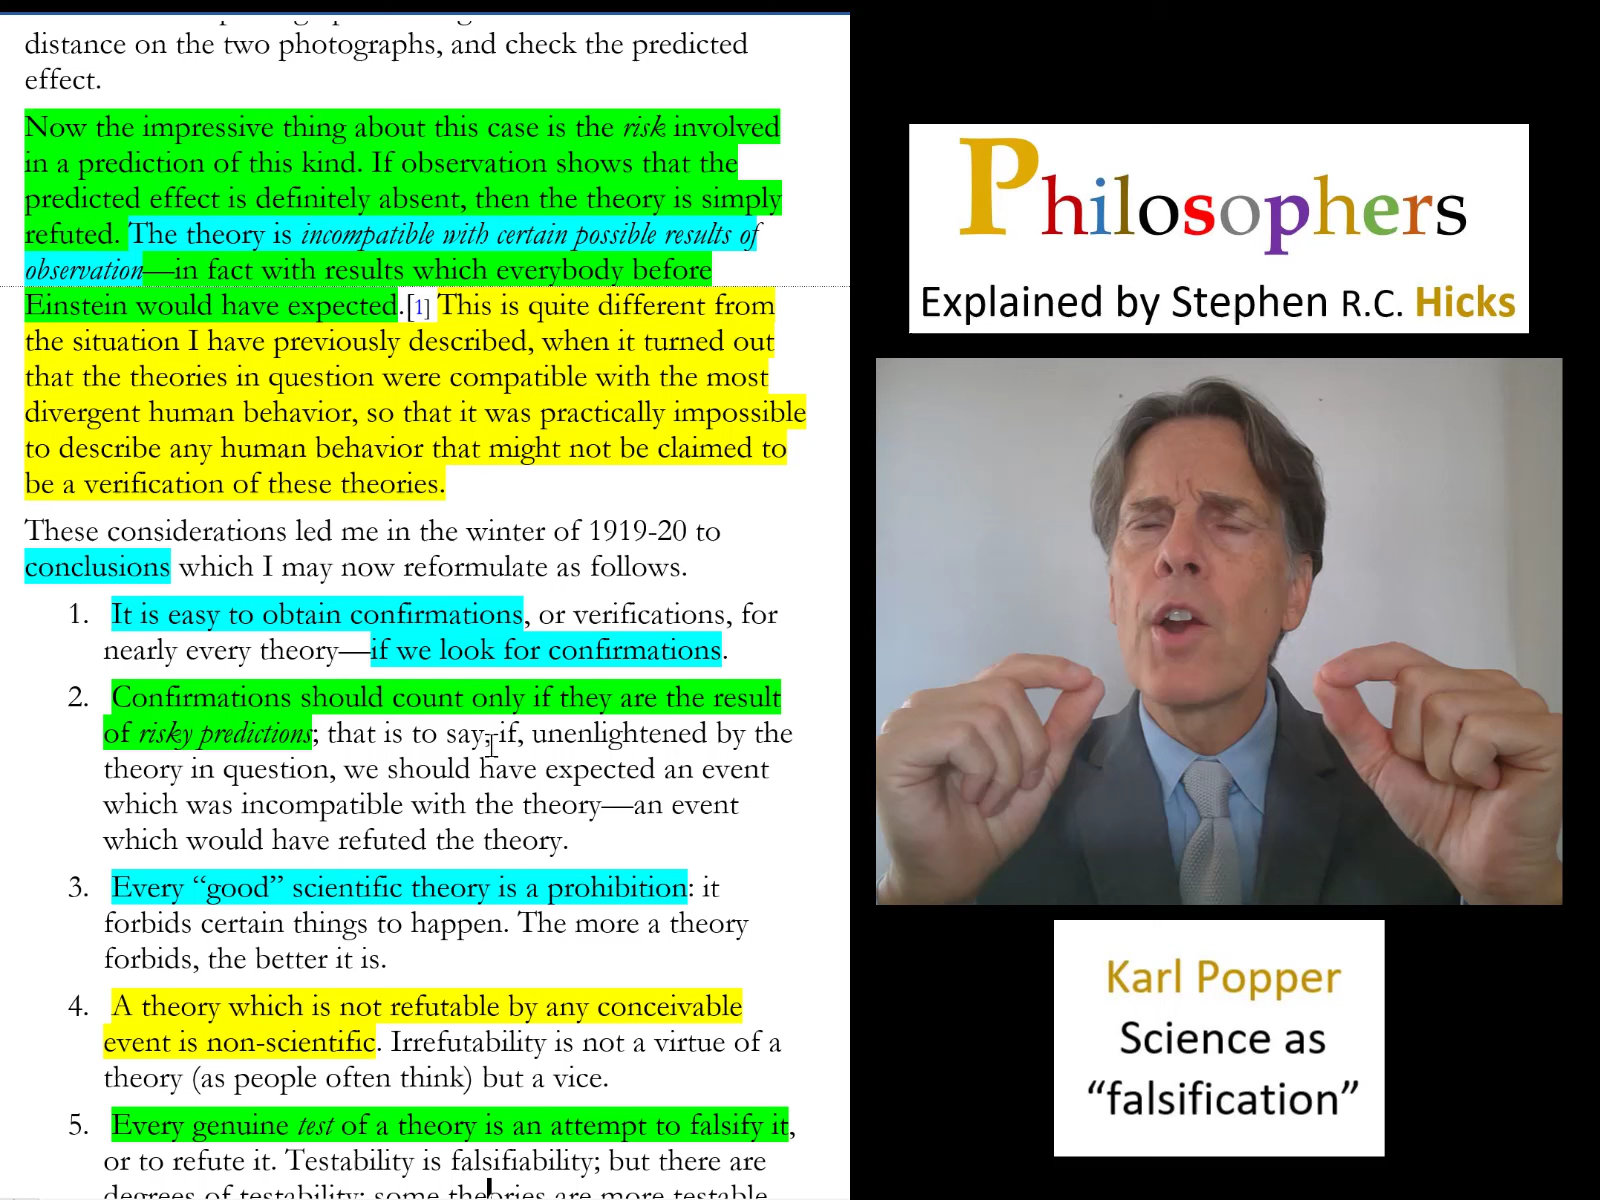 distance on the two photographs, and check the predicted
effect.
Now the impressive thing about this case is the risk involved
in a prediction of this kind. If observation shows that the
predicted effect is definitely absent, then the theory is simply
refuted. The theory is incompatible with certain possible results of
observation—in fact with results which everybody before
Einstein would have expected.[1] This is quite different from
the situation I have previously described, when it turned out
that the theories in question were compatible with the most
divergent human behavior, so that it was practically impossible
to describe any human behavior that might not be claimed to
be a verification of these theories.
These considerations led me in the winter of 1919-20 to
conclusions which I may now reformulate as follows.
1. It is easy to obtain confirmations, or verifications, for
nearly every theory—if we look for confirmations.
2. Confirmations should count only if they are the result
of risky predictions; that is to say, if, unenlightened by the
theory in question, we should have expected an event
which was incompatible with the theory—an event
which would have refuted the theory.
3. Every “good” scientific theory is a prohibition: it
forbids certain things to happen. The more a theory
forbids, the better it is.
4. A theory which is not refutable by any conceivable
event is non-scientific. Irrefutability is not a virtue of a
theory (as people often think) but a vice.
5. Every genuine test of a theory is an attempt to falsify it,
or to refute it. Testability is falsifiability; but there are
degrees of testability: some theories are more testable
Philosophers
Explained by Stephen R.C. Hicks
Karl Popper
Science as
“falsification”